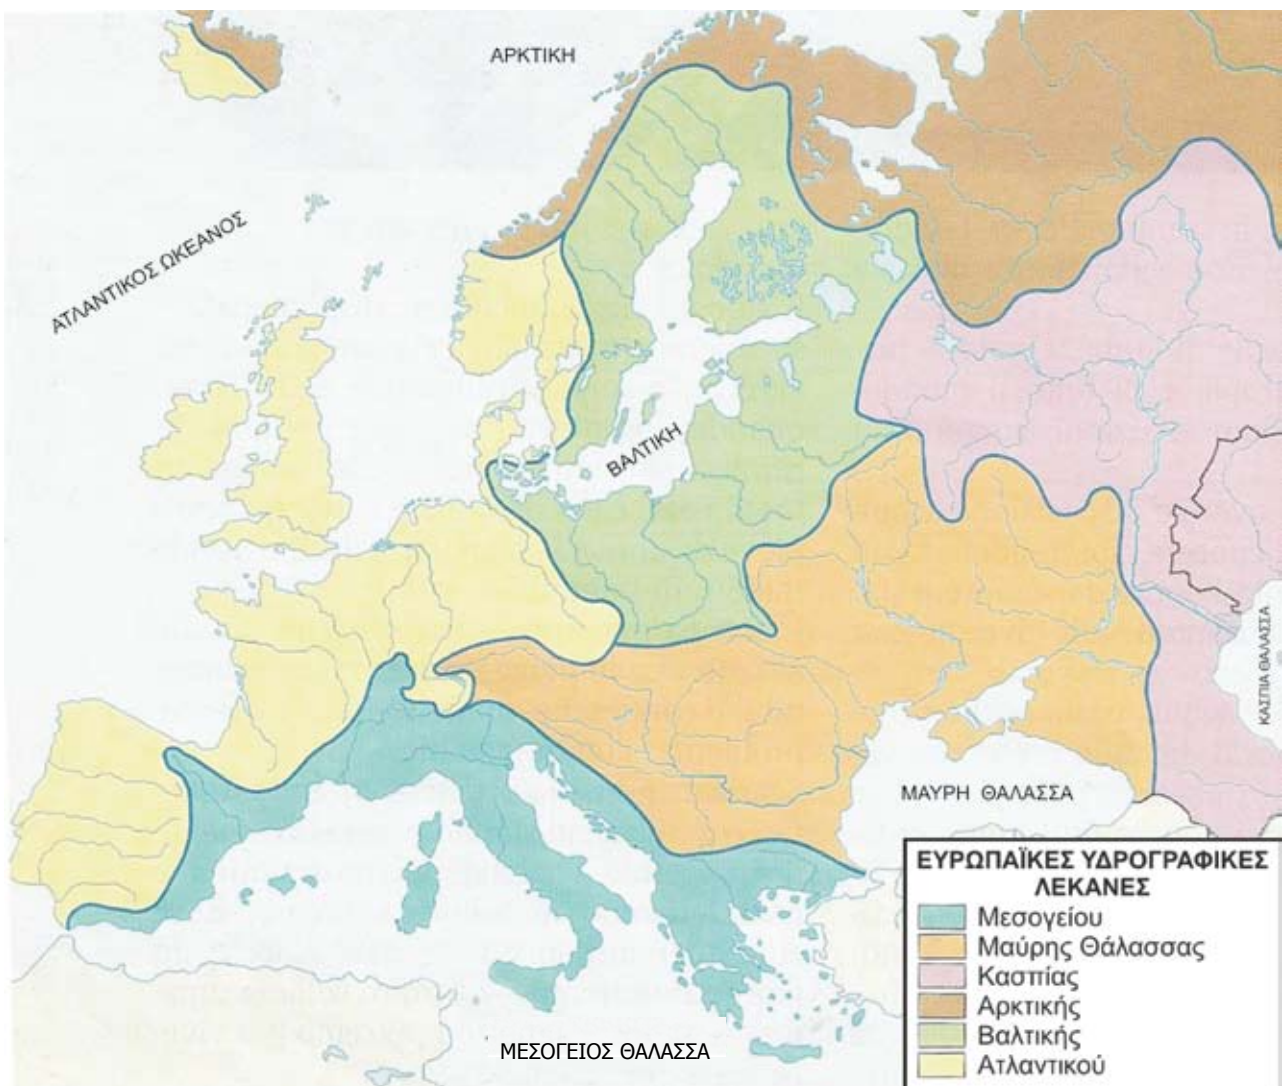 ΑΡΚΤΙΚΗ
ΑΤΛΑΝΤΙΚΟΣ ΩΚΕΑΝΟΣ
ΒΑΛΤΙΚΗ
ΚΑΣΠΙΑ ΘΑΛΑΣΣΑ
ΜΑΥΡΗ ΘΑΛΑΣΣΑ
ΜΕΣΟΓΕΙΟΣ ΘΑΛΑΣΣΑ
ΕΥΡΩΠΑΪΚΕΣ ΥΔΡΟΓΡΑΦΙΚΕΣ
ΛΕΚΑΝΕΣ
Μεσογείου
Μαύρης Θάλασσας
Κασπίας
Αρκτικής
Βαλτικής
Ατλαντικού